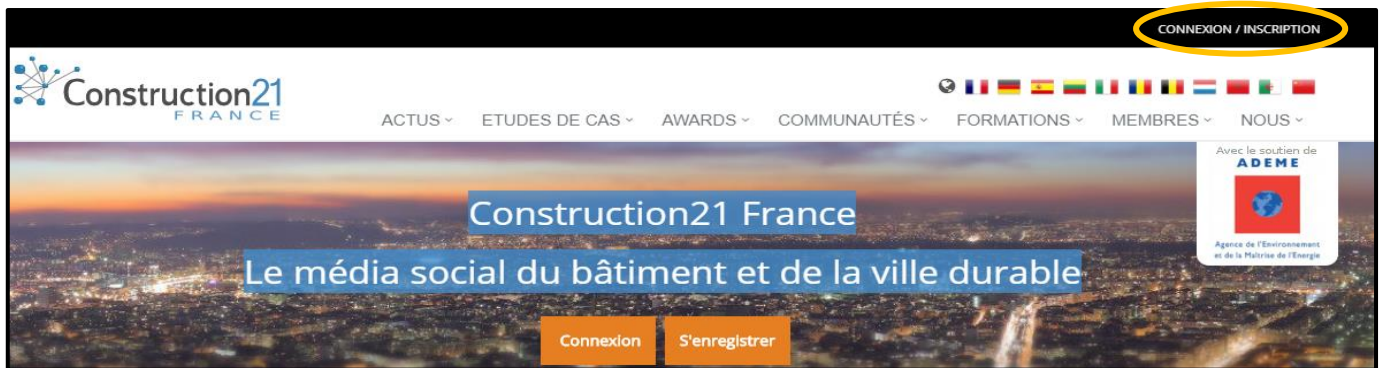 CONNEXION / INSCRIPTION
Construction21
FRANCE
ACTUS ETUDES DE CAS AWARDS COMMUNAUTÉS FORMATIONS MEMBRES NOUS
Avec le soutien de
ADEME
Agence de l'Environnement
et de la Maîtrise de l'Energie
Construction21 France
Le média social du bâtiment et de la ville durable
Connexion S'enregistrer